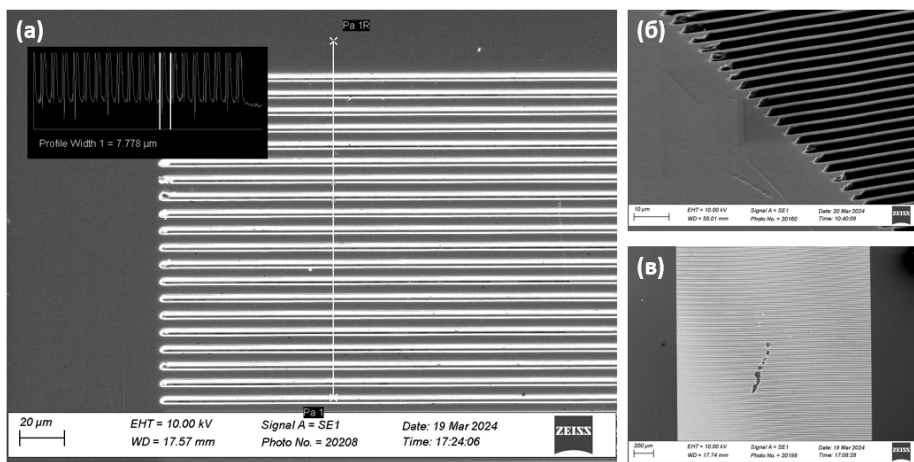 (а)
Pa 1R
Profile Width 1 = 7.778 µm
Pa 1
20 µm
EHT = 10.00 kV
WD = 17.57 mm
Signal A = SE1
Photo No. = 20208
Date: 19 Mar 2024
Time: 17:24:06
ZEISS
(б)
10 µm
EHT = 10.00 kV
WD = 55.01 mm
Signal A = SE1
Photo No. = 20160
Date: 20 Mar 2024
Time: 10:40:09
ZEISS
(в)
200 µm
EHT = 10.00 kV
WD = 17.74 mm
Signal A = SE1
Photo No. = 20198
Date: 19 Mar 2024
Time: 17:08:28
ZEISS